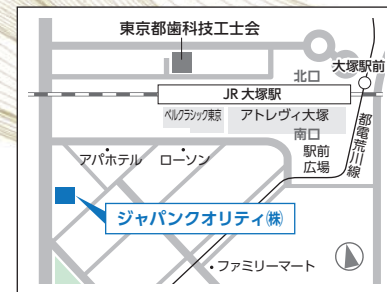 東京都歯科技工士会
大塚駅前
北口
JR 大塚駅
ベルクラシック東京
アトレヴィ大塚
南口
駅前
広場
都電荒川線
アパホテル
ローソン
ジャパンクオリティ㈱
ファミリーマート